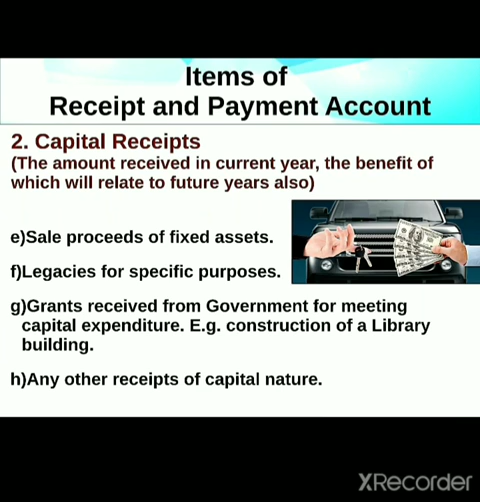 Items of
Receipt and Payment Account
2. Capital Receipts
(The amount received in current year, the benefit of
which will relate to future years also)
e)Sale proceeds of fixed assets.
f)Legacies for specific purposes.
g)Grants received from Government for meeting
capital expenditure. E.g. construction of a Library
building.
h)Any other receipts of capital nature.
XRecorder